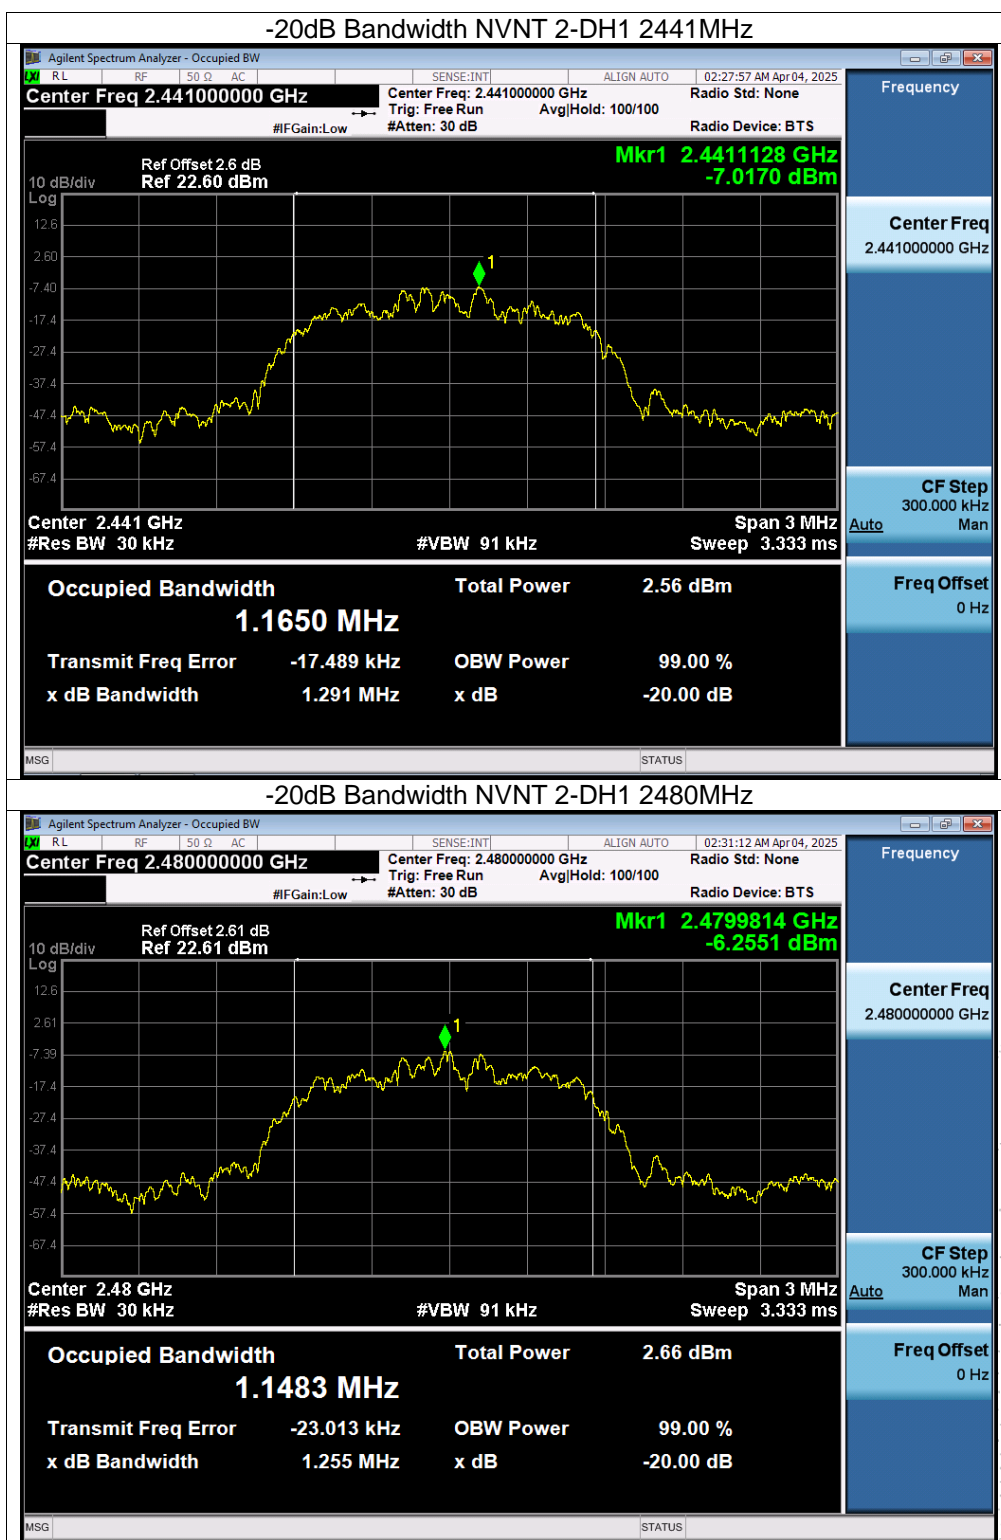 -20dB Bandwidth NVNT 2-DH1 2441MHz
Agilent Spectrum Analyzer - Occupied BW
LXI RL RF 50 Ω AC SENSE:INT ALIGN AUTO 02:27:57 AM Apr 04, 2025
Center Freq 2.441000000 GHz
Center Freq: 2.441000000 GHz
Radio Std: None
Trig: Free Run Avg|Hold: 100/100
#IFGain:Low
#Atten: 30 dB
Radio Device: BTS
Frequency
Mkr1 2.4411128 GHz
-7.0170 dBm
Ref Offset 2.6 dB
10 dB/div Ref 22.60 dBm
Log
12.6
2.60
-7.40
-17.4
-27.4
-37.4
-47.4
-57.4
-67.4
1
Center 2.441 GHz Span 3 MHz
#Res BW 30 kHz #VBW 91 kHz Sweep 3.333 ms
Center Freq
2.441000000 GHz
CF Step
300.000 kHz
Auto Man
Freq Offset
0 Hz
Occupied Bandwidth Total Power 2.56 dBm
1.1650 MHz
Transmit Freq Error -17.489 kHz OBW Power 99.00 %
x dB Bandwidth 1.291 MHz x dB -20.00 dB
MSG STATUS
-20dB Bandwidth NVNT 2-DH1 2480MHz
Agilent Spectrum Analyzer - Occupied BW
LXI RL RF 50 Ω AC SENSE:INT ALIGN AUTO 02:31:12 AM Apr 04, 2025
Center Freq 2.480000000 GHz
Center Freq: 2.480000000 GHz
Radio Std: None
Trig: Free Run Avg|Hold: 100/100
#IFGain:Low
#Atten: 30 dB
Radio Device: BTS
Frequency
Mkr1 2.4799814 GHz
-6.2551 dBm
Ref Offset 2.61 dB
10 dB/div Ref 22.61 dBm
Log
12.6
2.61
-7.39
-17.4
-27.4
-37.4
-47.4
-57.4
-67.4
1
Center 2.48 GHz Span 3 MHz
#Res BW 30 kHz #VBW 91 kHz Sweep 3.333 ms
Center Freq
2.480000000 GHz
CF Step
300.000 kHz
Auto Man
Freq Offset
0 Hz
Occupied Bandwidth Total Power 2.66 dBm
1.1483 MHz
Transmit Freq Error -23.013 kHz OBW Power 99.00 %
x dB Bandwidth 1.255 MHz x dB -20.00 dB
MSG STATUS